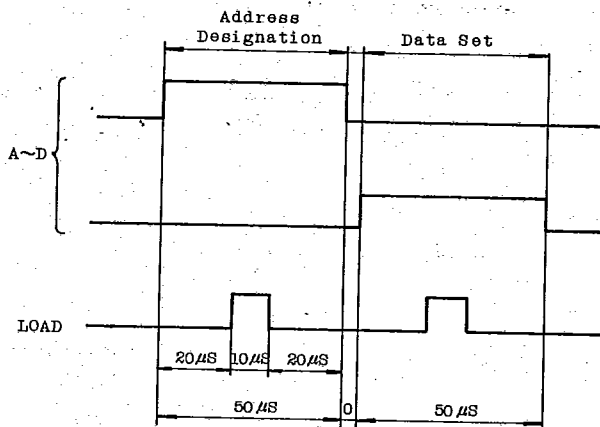 Address
Designation
Data Set
A~D
LOAD
20μS 10μS 20μS
50μS 0 50μS